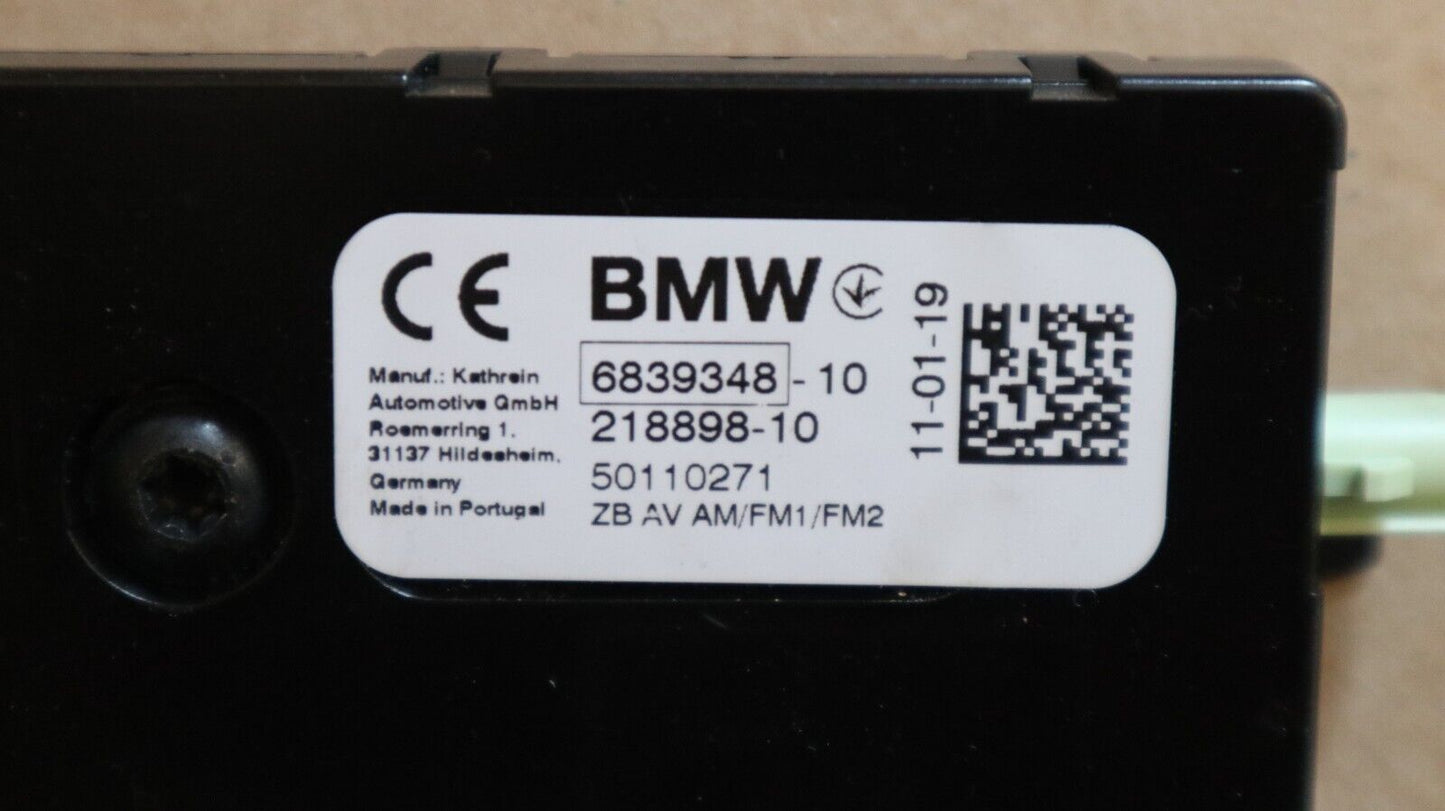 CE
Manuf.: Kathrein
Automotive GmbH
Roemerring 1.
31137 Hildesheim.
Germany
Made in Portugal
BMW
6839348 - 10
218898-10
50110271
ZB AV AM/FM1/FM2
11-01-19